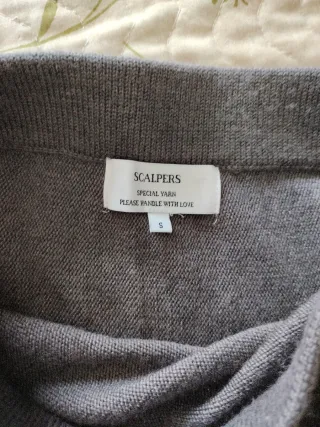 SCALPERS
SPECIAL YARN
PLEASE HANDLE WITH LOVE
S